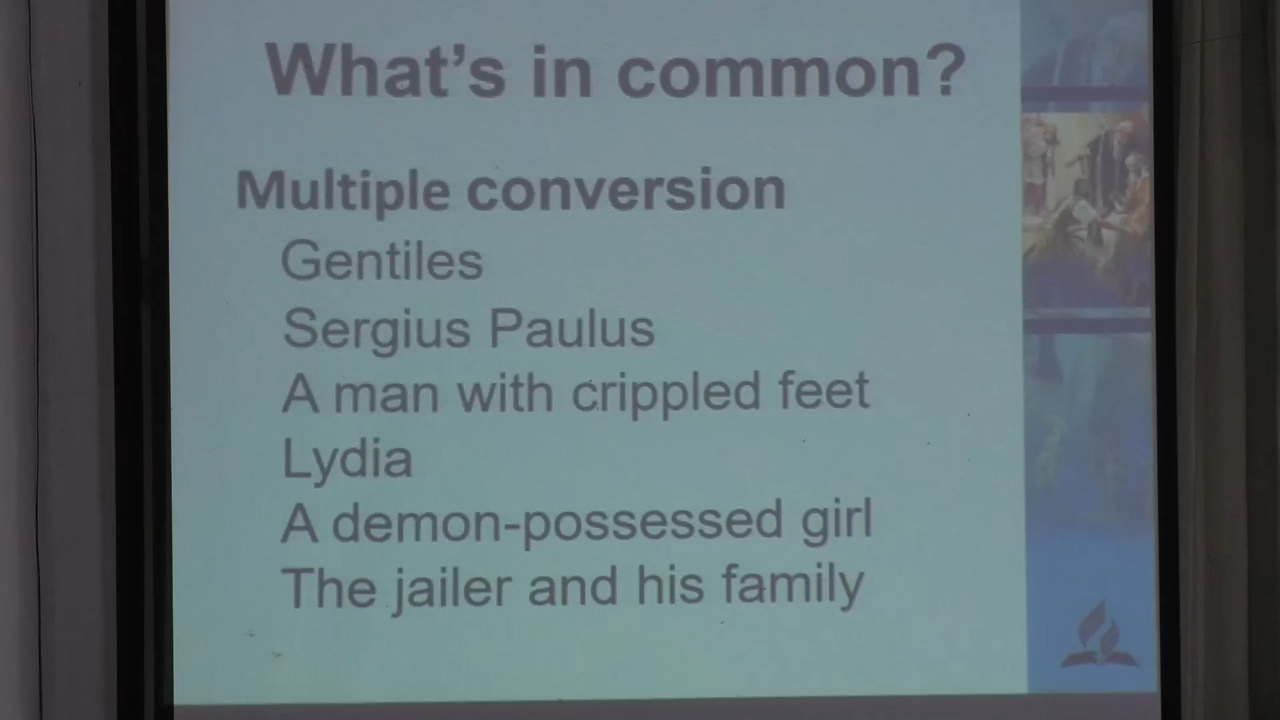 What's in common?
Multiple conversion
Gentiles
Sergius Paulus
A man with crippled feet
Lydia
A demon-possessed girl
The jailer and his family